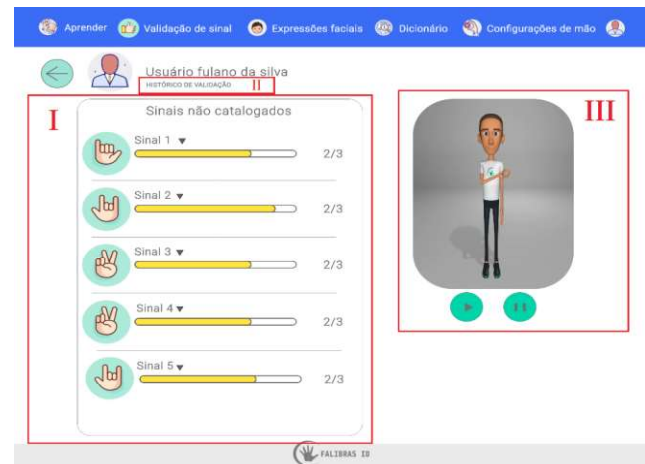 Aprender Validação de sinal Expressões faciais Dicionário Configurações de mão
Usuário fulano da silva
HISTÓRICO DE VALIDAÇÃO II
I
III
Sinais não catalogados
Sinal 1 ▼
2/3
Sinal 2 ▼
2/3
Sinal 3 ▼
2/3
Sinal 4 ▼
2/3
Sinal 5 ▼
2/3
FALIBRAS IB